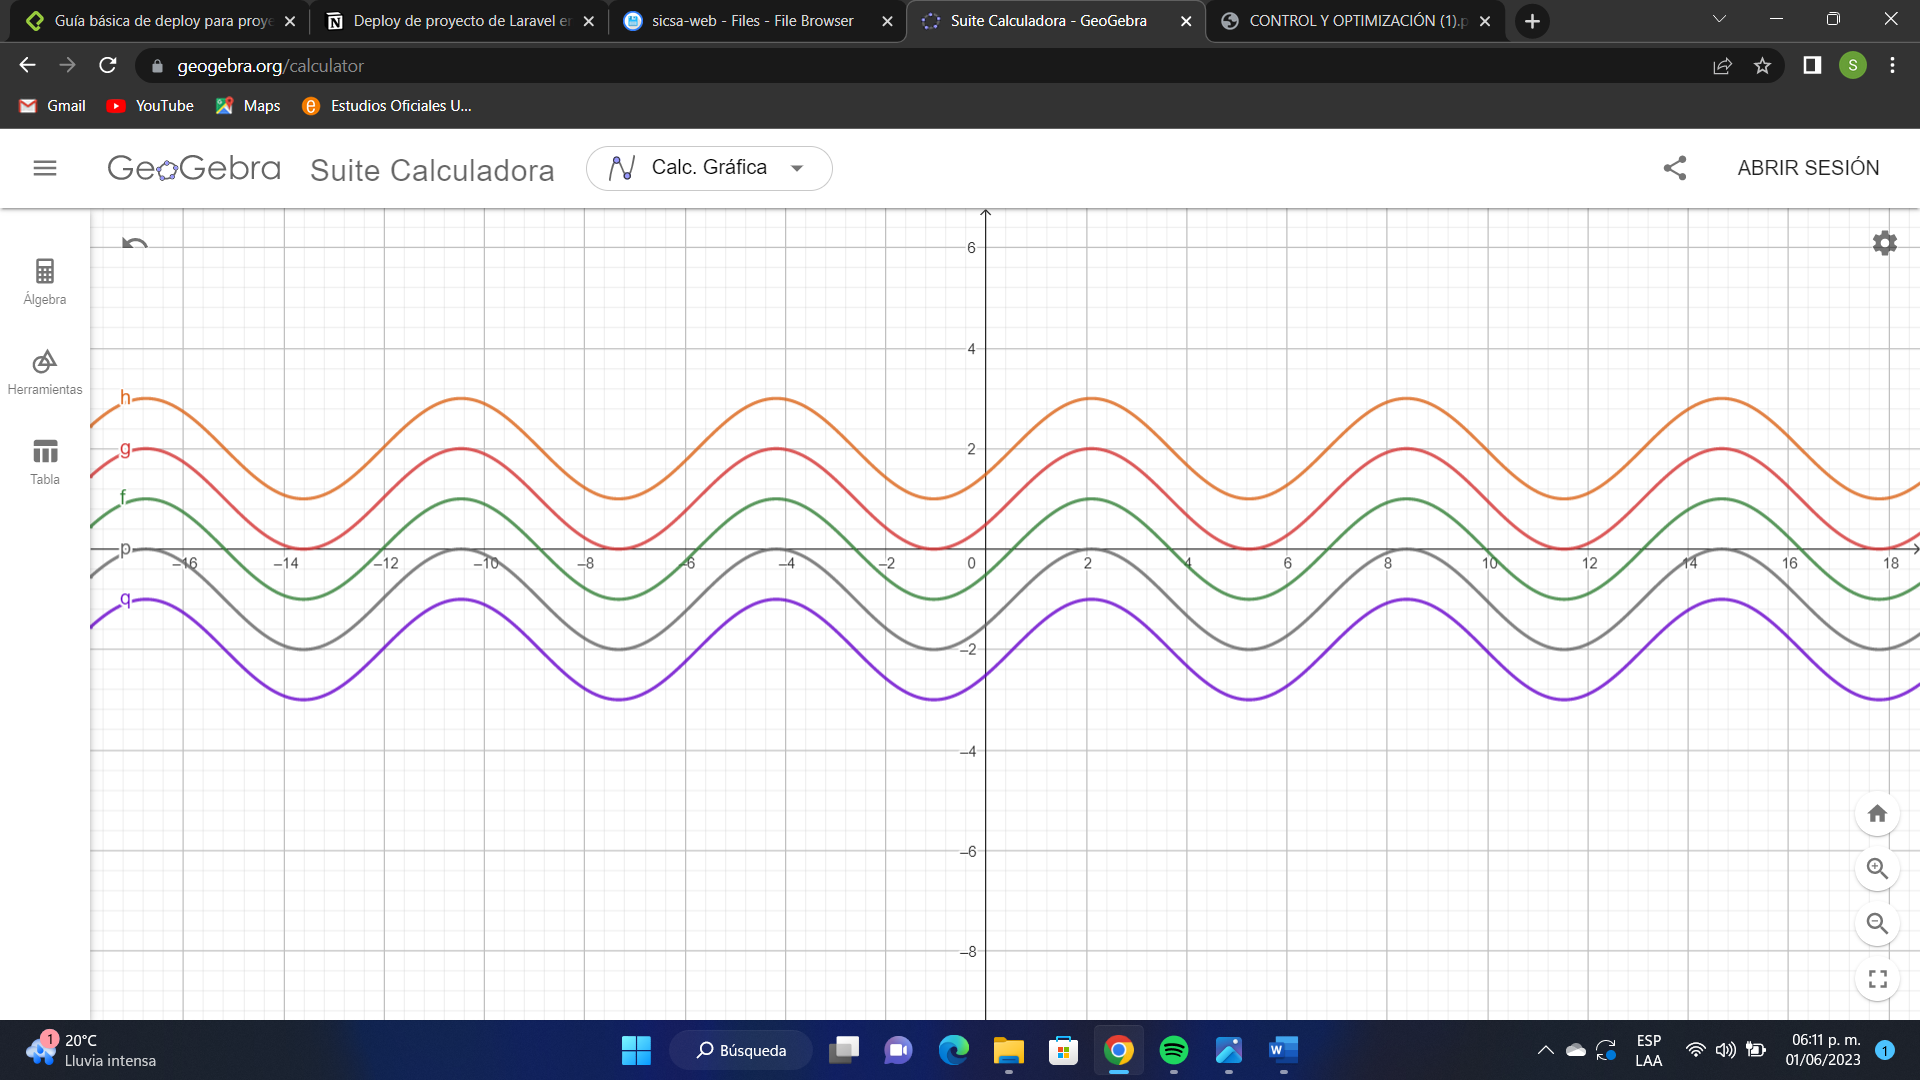 Guía básica de deploy para proye
Deploy de proyecto de Laravel en
sicsa-web - Files - File Browser
Suite Calculadora - GeoGebra
CONTROL Y OPTIMIZACIÓN (1).p
geogebra.org/calculator
S
Gmail
YouTube
Maps
Estudios Oficiales U...
GeoGebra
Suite Calculadora
Calc. Gráfica
ABRIR SESIÓN
Álgebra
Herramientas
Tabla
6
4
2
0
–2
–4
–6
–8
h
g
f
p
q
–16
–14
–12
–10
–8
–6
–4
–2
2
4
6
8
10
12
14
16
18
1
20°C
Lluvia intensa
Búsqueda
ESP
LAA
06:11 p. m.
01/06/2023
1